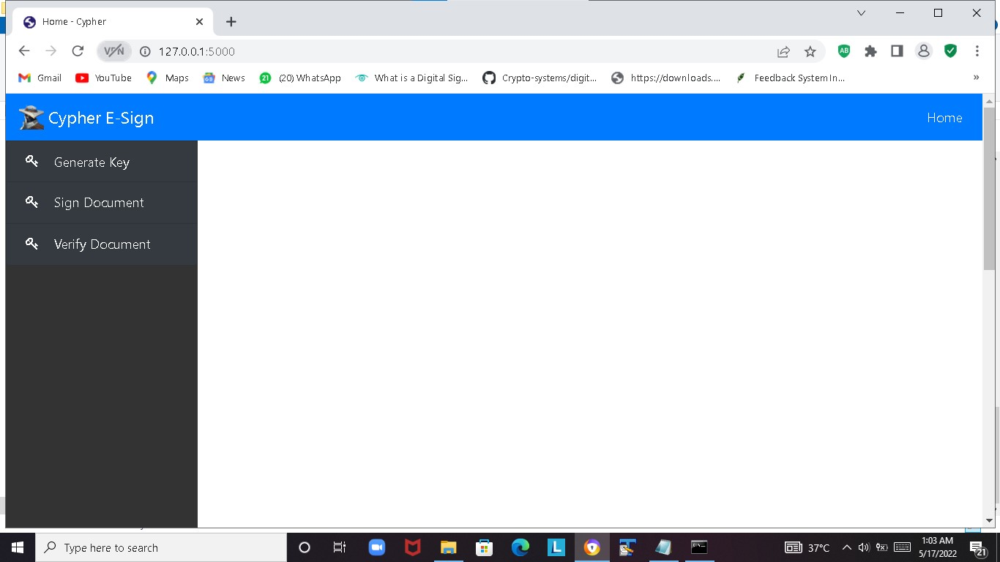 Home - Cypher
VPN
127.0.0.1:5000
AB
Gmail
YouTube
Maps
News
21
(20) WhatsApp
What is a Digital Sig...
Crypto-systems/digit...
https://downloads....
Feedback System In...
»
Cypher E-Sign
Home
Generate Key
Sign Document
Verify Document
Type here to search
L
37°C
1:03 AM
5/17/2022
21